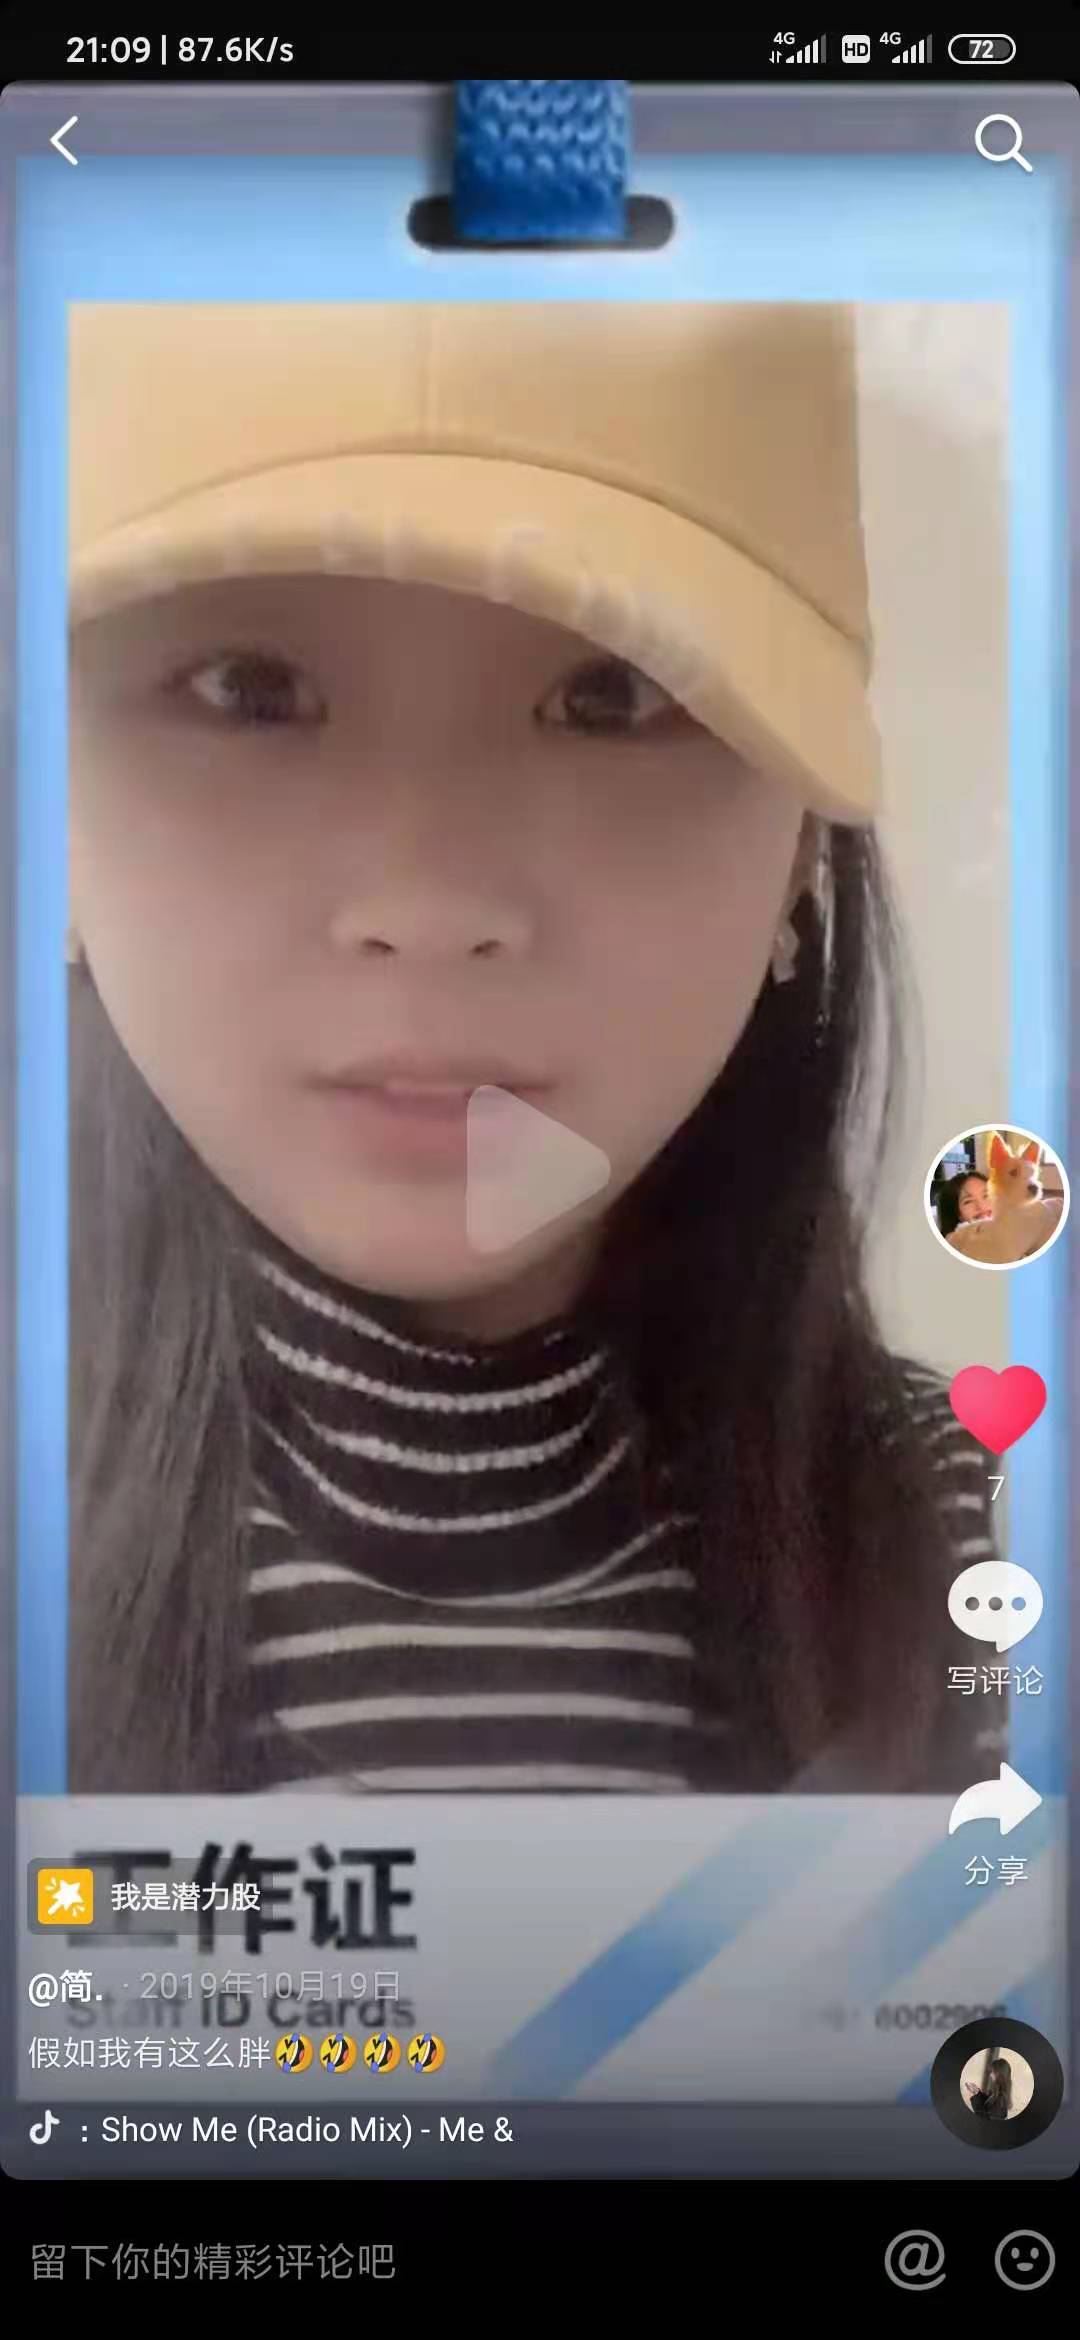 21:09 | 87.6K/s
4G HD 4G 72
7
写评论
分享
工作证
我是潜力股
Staff ID Cards
@简. · 2019年10月19日
假如我有这么胖🤣🤣🤣🤣
: Show Me (Radio Mix) - Me &
留下你的精彩评论吧